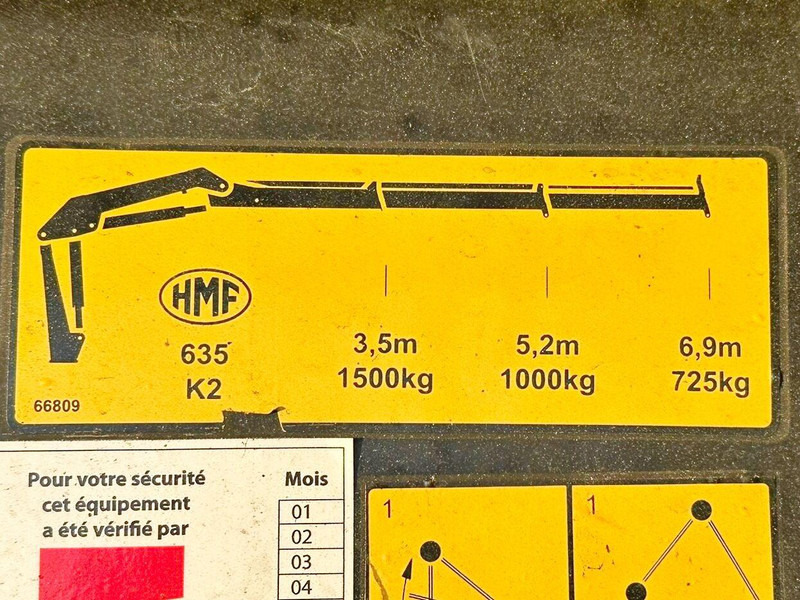 HMF
635
K2
3,5m
1500kg
5,2m
1000kg
6,9m
725kg
66809
Pour votre sécurité
cet équipement
a été vérifié par
Mois
01
02
03
04
1
1